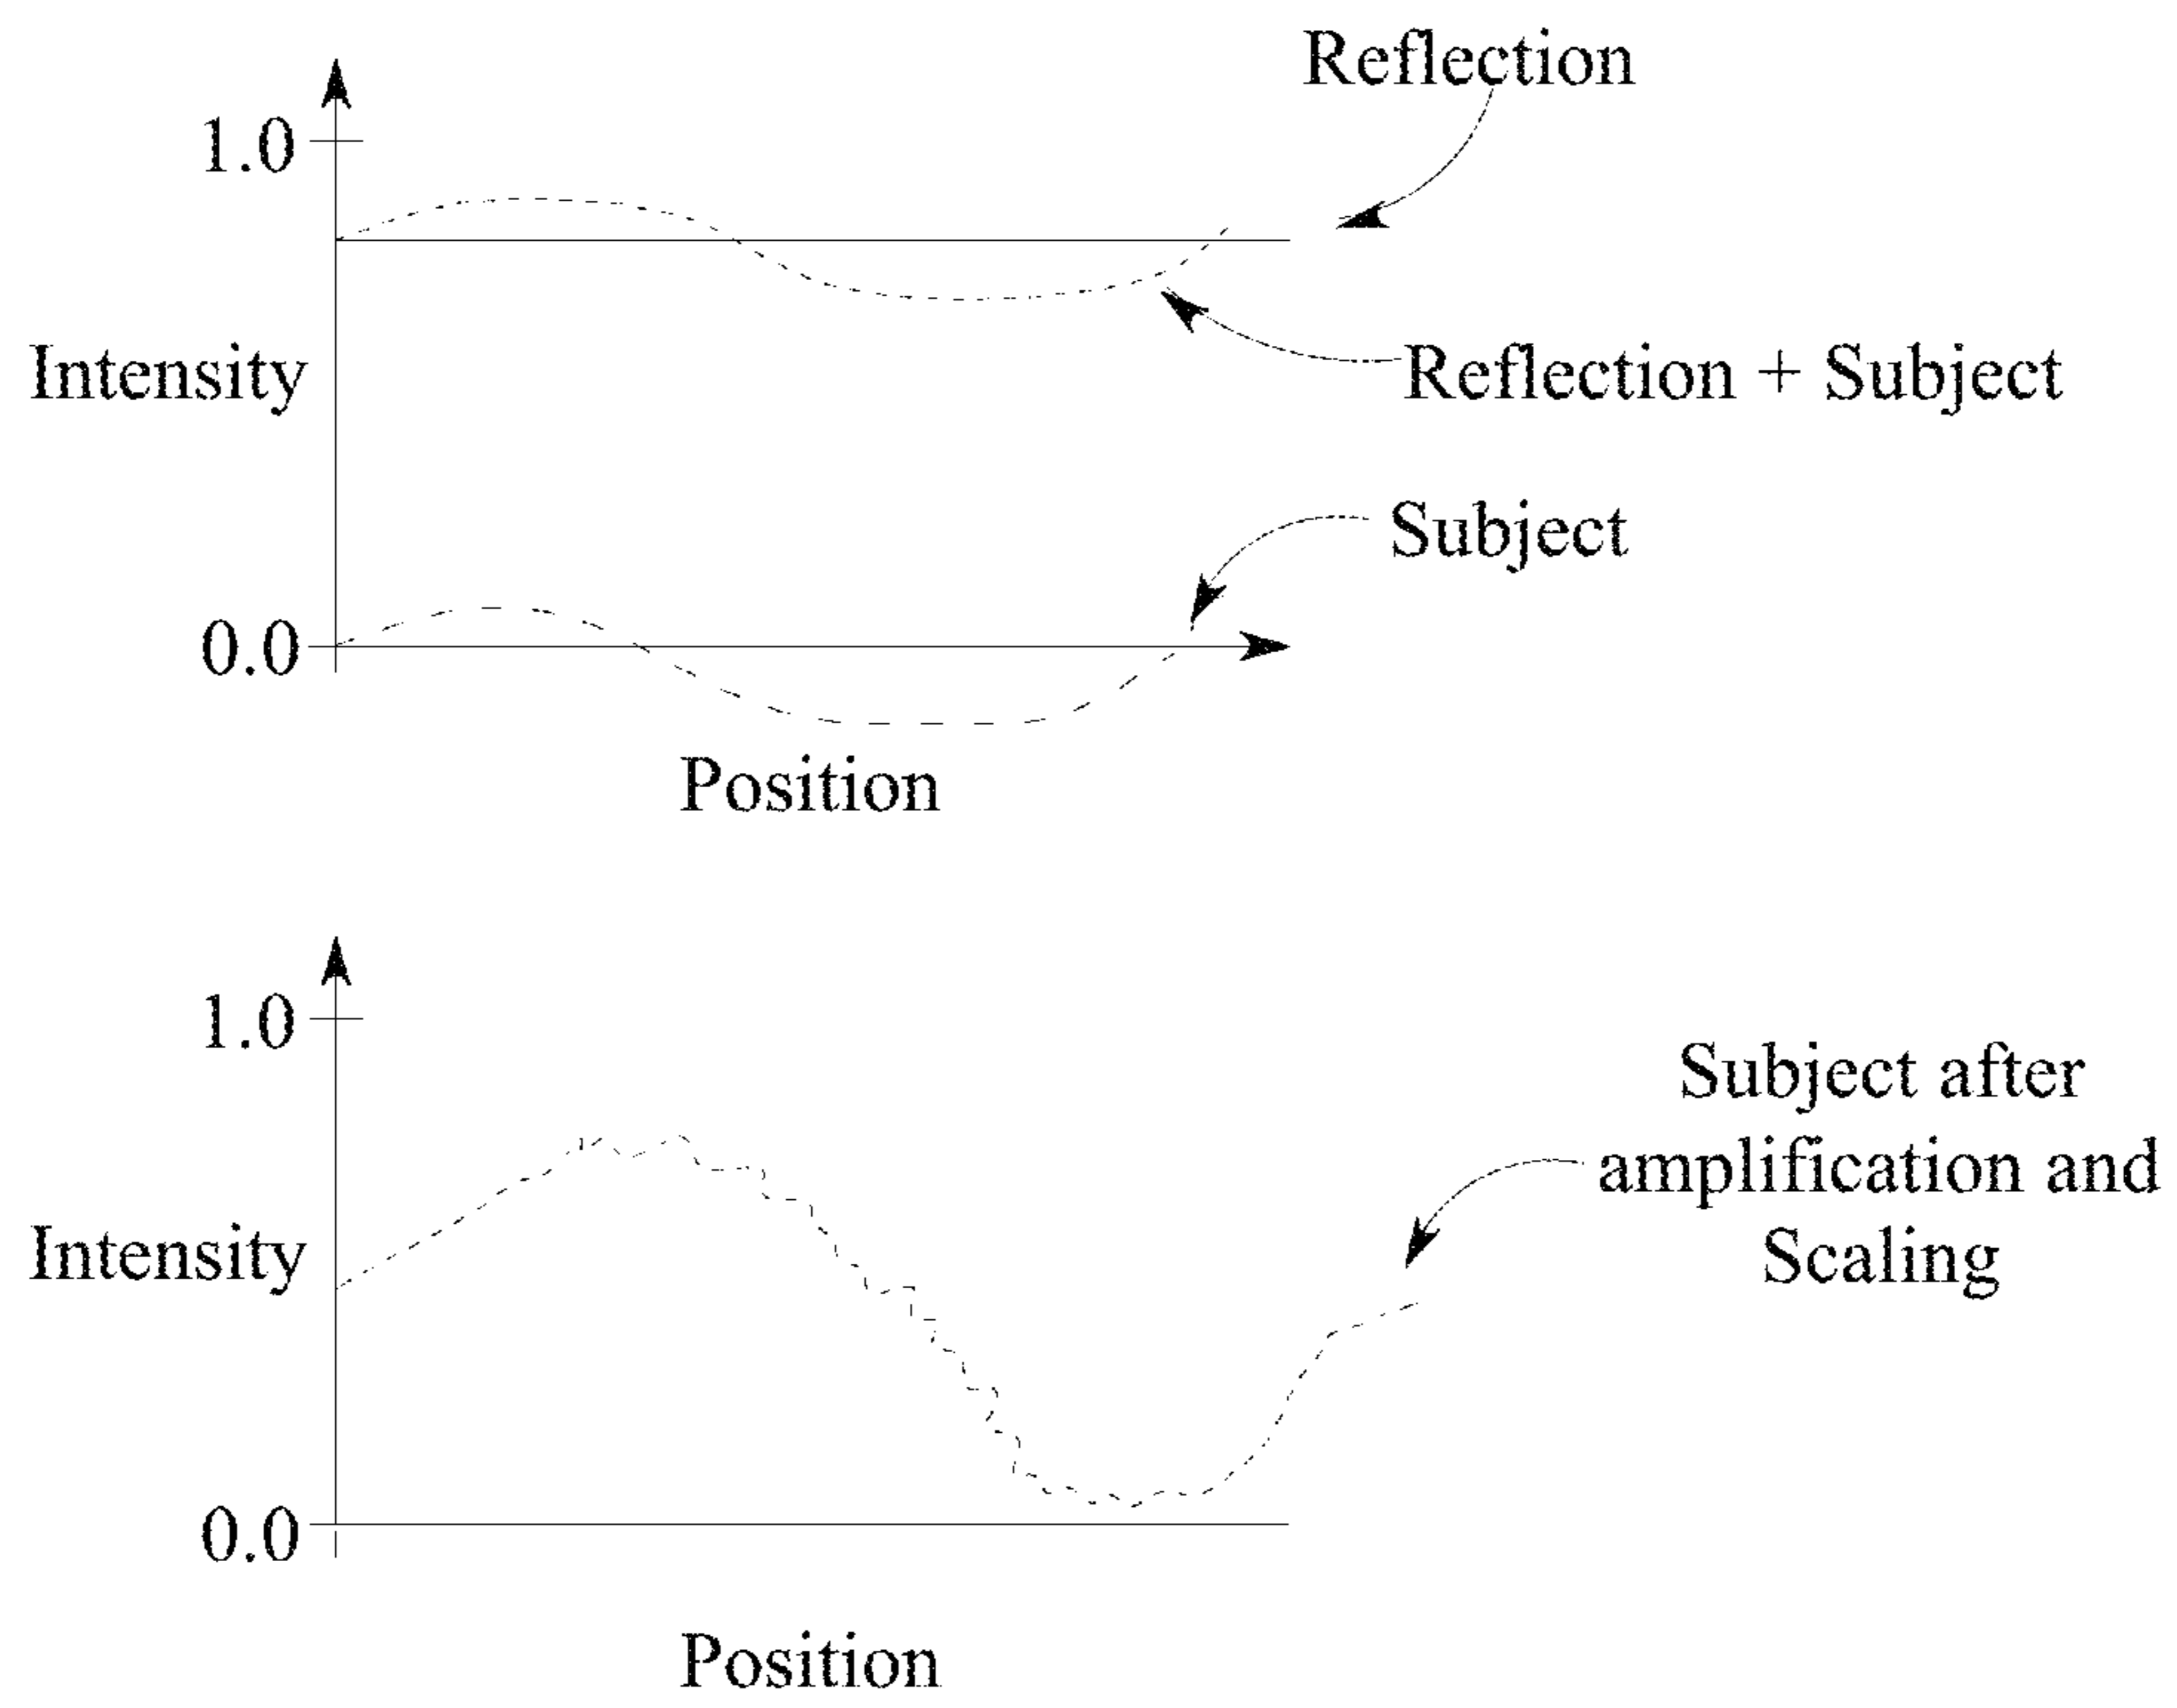 Reflection
1.0
Intensity
Reflection + Subject
Subject
0.0
Position
1.0
Subject after
amplification and
Scaling
Intensity
0.0
Position